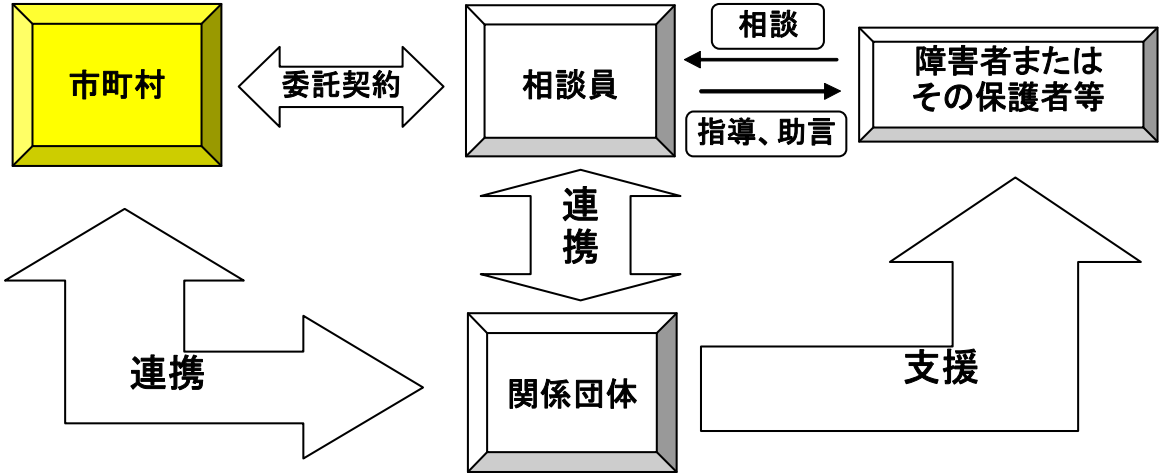 市町村
委託契約
相談員
相談
指導、助言
障害者または
その保護者等
連
携
連携
関係団体
支援